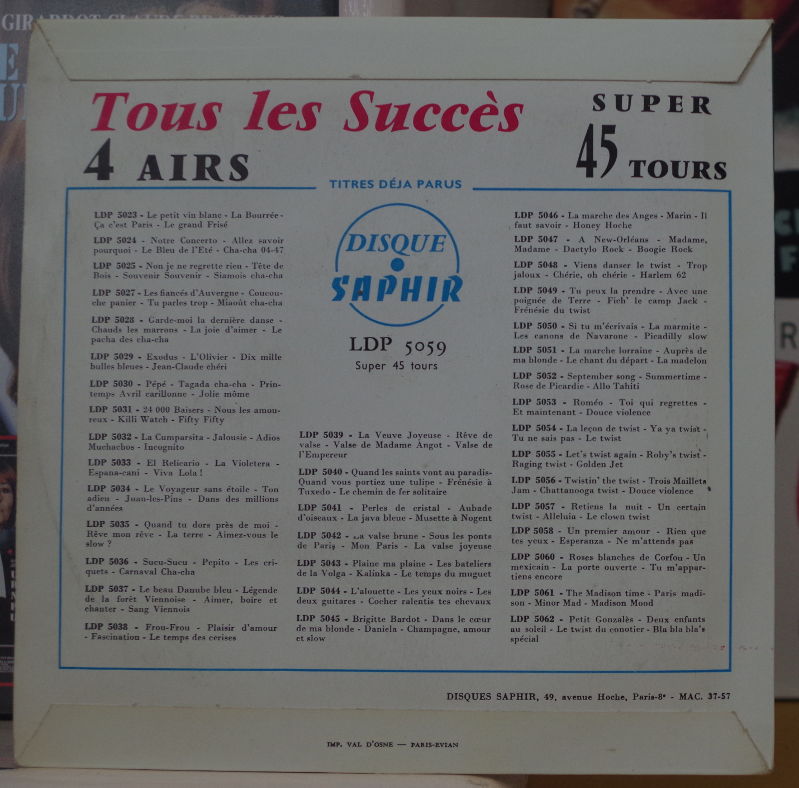 GIRARDOT CLAUDE BRASSEUR
Tous les Succès
4 AIRS
SUPER
45 TOURS
TITRES DÉJA PARUS
LDP 5023 - Le petit vin blanc - La Bourrée -
Ça c'est Paris - Le grand Frisé
LDP 5024 - Notre Concerto - Allez savoir
pourquoi - Le Bleu de l'Eté - Cha-cha 04-47
LDP 5025 - Non je ne regrette rien - Tête de
Bois - Souvenir Souvenir - Siamois cha-cha
LDP 5027 - Les fiancés d'Auvergne - Coucou-
che panier - Tu parles trop - Miaoût cha-cha
LDP 5028 - Garde-moi la dernière danse -
Chauds les marrons - La joie d'aimer - Le
pacha des cha-cha
LDP 5029 - Exodus - L'Olivier - Dix mille
bulles bleues - Jean-Claude chéri
LDP 5030 - Pépé - Tagada cha-cha - Prin-
temps Avril carillonne - Jolie môme
LDP 5031 - 24 000 Baisers - Nous les amou-
reux - Killi Watch - Fifty Fifty
LDP 5032 - La Cumparsita - Jalousie - Adios
Muchachos - Incognito
LDP 5033 - El Relicario - La Violetera -
Espana-cani - Viva Lola !
LDP 5034 - Le Voyageur sans étoile - Ton
adieu - Juan-les-Pins - Dans des millions
d'années
LDP 5035 - Quand tu dors près de moi -
Rêve mon rêve - La terre - Aimez-vous le
slow ?
LDP 5036 - Sucu-Sucu - Pepito - Les cri-
quets - Carnaval Cha-cha
LDP 5037 - Le beau Danube bleu - Légende
de la forêt Viennoise - Aimer, boire et
chanter - Sang Viennois
LDP 5038 - Frou-Frou - Plaisir d'amour
- Fascination - Le temps des cerises
DISQUE
SAPHIR
LDP 5059
Super 45 tours
LDP 5039 - La Veuve Joyeuse - Rêve de
valse - Valse de Madame Angot - Valse de
l'Empereur
LDP 5040 - Quand les saints vont au paradis-
Quand vous portiez une tulipe - Frénésie à
Tuxedo - Le chemin de fer solitaire
LDP 5041 - Perles de cristal - Aubade
d'oiseaux - La java bleue - Musette à Nogent
LDP 5042 - La valse brune - Sous les ponts
de Paris - Mon Paris - La valse joyeuse
LDP 5043 - Plaine ma plaine - Les bateliers
de la Volga - Kalinka - Le temps du muguet
LDP 5044 - L'alouette - Les yeux noirs - Les
deux guitares - Cocher ralentis tes chevaux
LDP 5045 - Brigitte Bardot - Dans le cœur
de ma blonde - Daniela - Champagne, amour
et slow
LDP 5046 - La marche des Anges - Marin - Il
faut savoir - Honey Hoche
LDP 5047 - A New-Orléans - Madame,
Madame - Dactylo Rock - Boogie Rock
LDP 5048 - Viens danser le twist - Trop
jaloux - Chérie, oh chérie - Harlem 62
LDP 5049 - Tu peux la prendre - Avec une
poignée de Terre - Fich' le camp Jack -
Frénésie du twist
LDP 5050 - Si tu m'écrivais - La marmite -
Les canons de Navarone - Picadilly slow
LDP 5051 - La marche lorraine - Auprès de
ma blonde - Le chant du départ - La madelon
LDP 5052 - September song - Summertime -
Rose de Picardie - Allo Tahiti
LDP 5053 - Roméo - Toi qui regrettes -
Et maintenant - Douce violence
LDP 5054 - La leçon de twist - Ya ya twist -
Tu ne sais pas - Le twist
LDP 5055 - Let's twist again - Roby's twist -
Raging twist - Golden Jet
LDP 5056 - Twistin' the twist - Trois Maillets
Jam - Chattanooga twist - Douce violence
LDP 5057 - Retiens la nuit - Un certain
twist - Alleluia - Le clown twist
LDP 5058 - Un premier amour - Rien que
tes yeux - Esperanza - Ne m'attends pas
LDP 5060 - Roses blanches de Corfou - Un
mexicain - La porte ouverte - Tu m'appar-
tiens encore
LDP 5061 - The Madison time - Paris madi-
son - Minor Mad - Madison Mood
LDP 5062 - Petit Gonzalès - Deux enfants
au soleil - Le twist du canotier - Bla bla bla's
spécial
DISQUES SAPHIR, 49, avenue Hoche, Paris-8e - MAC. 37-57
IMP. VAL D'OSNE — PARIS-EVIAN